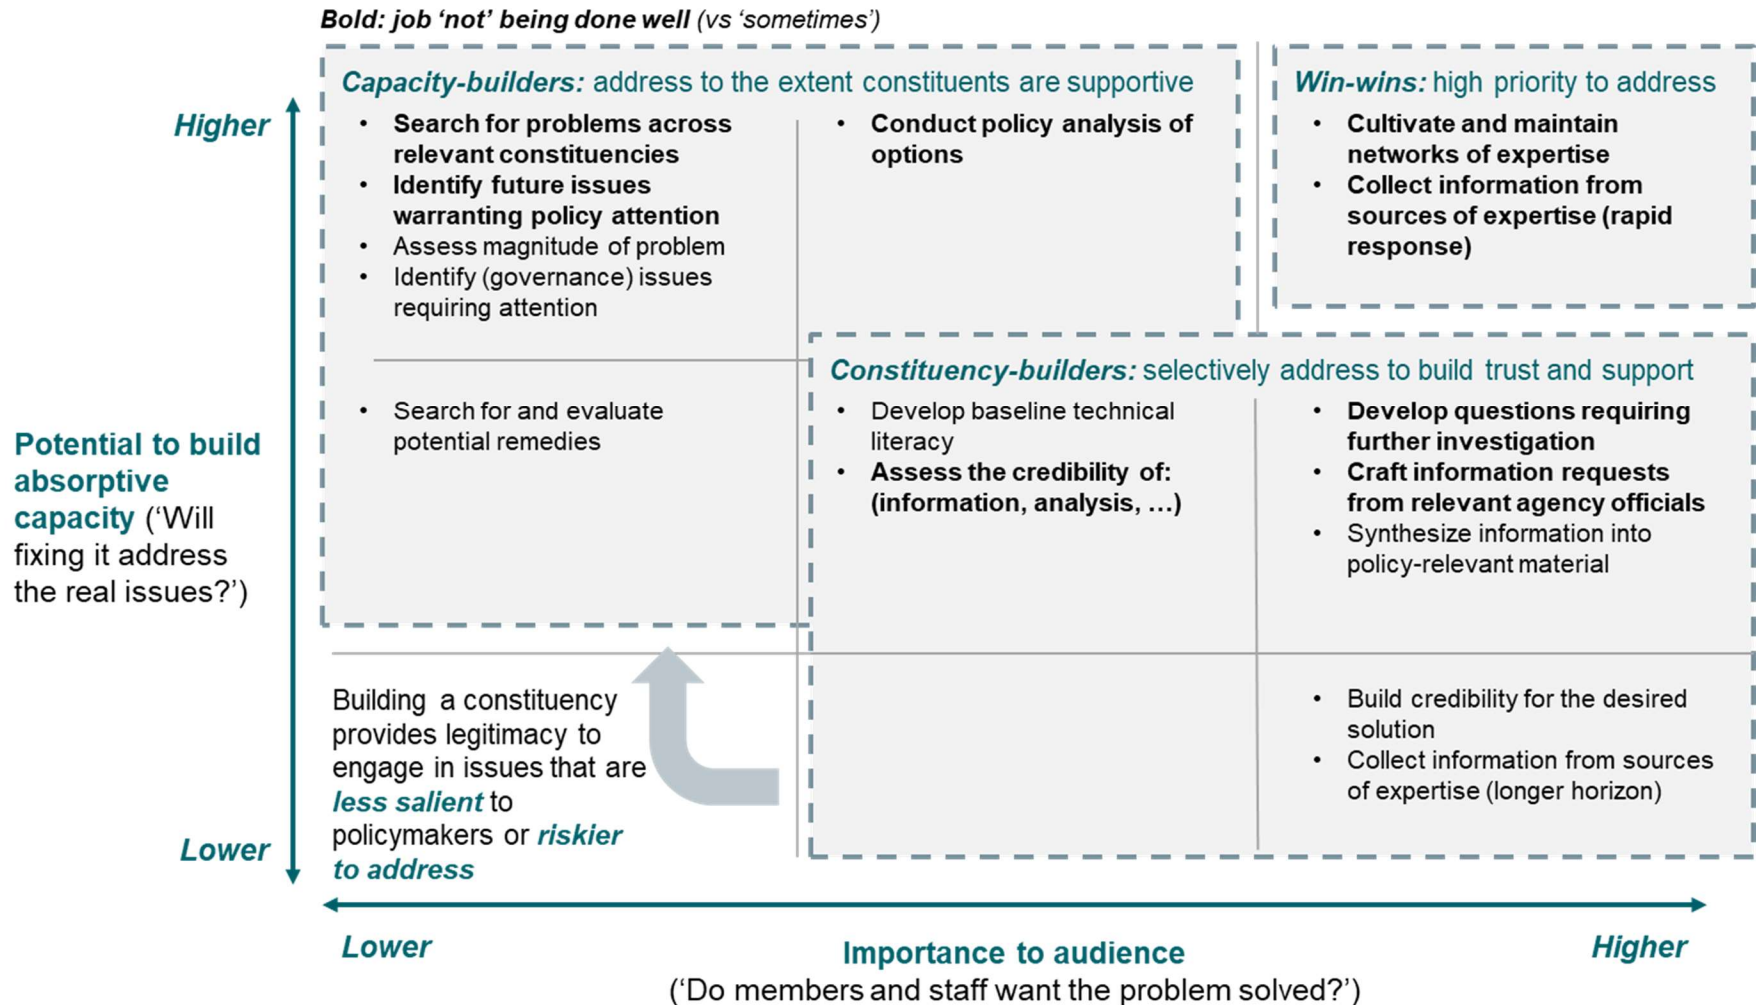 Bold: job ‘not’ being done well (vs ‘sometimes’)
Capacity-builders: address to the extent constituents are supportive
• Search for problems across
relevant constituencies
• Identify future issues
warranting policy attention
• Assess magnitude of problem
• Identify (governance) issues
requiring attention
• Conduct policy analysis of
options
Win-wins: high priority to address
• Cultivate and maintain
networks of expertise
• Collect information from
sources of expertise (rapid
response)
• Search for and evaluate
potential remedies
Constituency-builders: selectively address to build trust and support
• Develop baseline technical
literacy
• Assess the credibility of:
(information, analysis, …)
• Develop questions requiring
further investigation
• Craft information requests
from relevant agency officials
• Synthesize information into
policy-relevant material
Building a constituency
provides legitimacy to
engage in issues that are
less salient to
policymakers or riskier
to address
• Build credibility for the desired
solution
• Collect information from sources
of expertise (longer horizon)
Higher
Potential to build
absorptive
capacity (‘Will
fixing it address
the real issues?’)
Lower
Lower
Importance to audience
Higher
(‘Do members and staff want the problem solved?’)